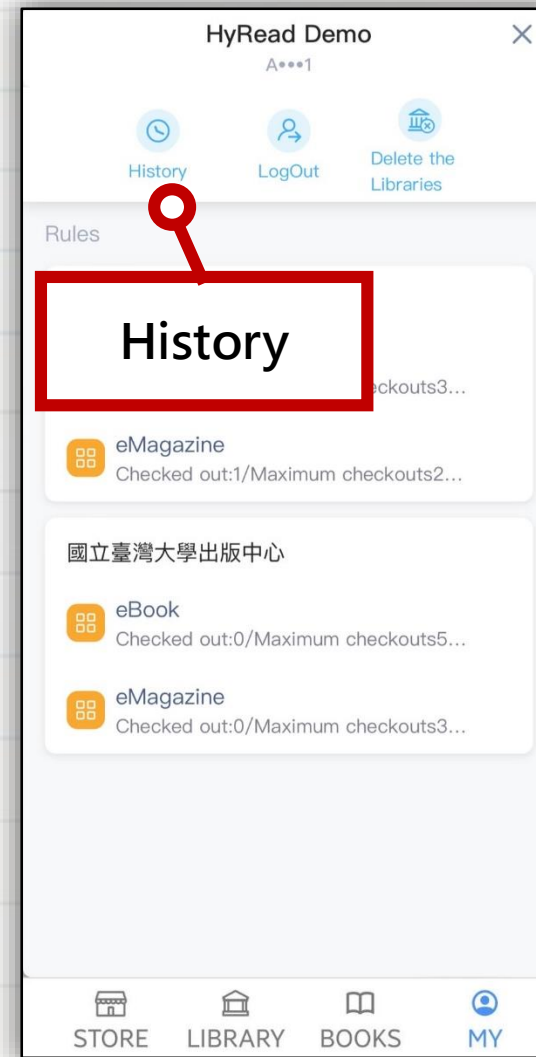 HyRead Demo
A•••1
History
LogOut
Delete the
Libraries
Rules
History
eckouts3...
eMagazine
Checked out:1/Maximum checkouts2...
國立臺灣大學出版中心
eBook
Checked out:0/Maximum checkouts5...
eMagazine
Checked out:0/Maximum checkouts3...
STORE
LIBRARY
BOOKS
MY